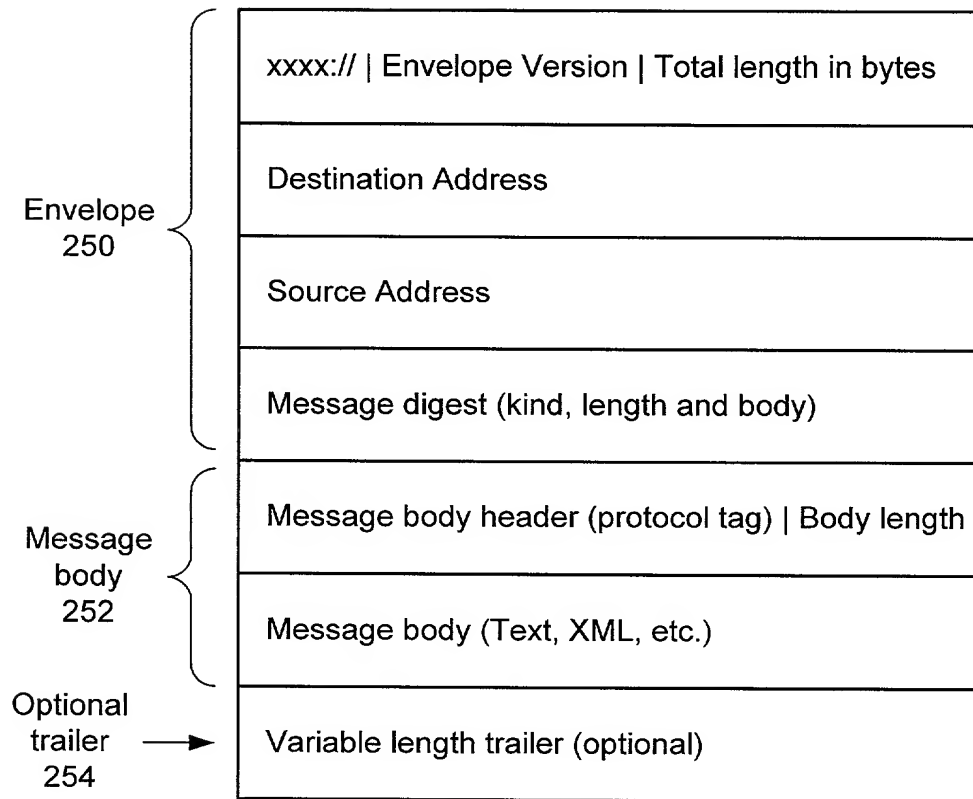 xxxx:// | Envelope Version | Total length in bytes
Destination Address
Envelope
250
Source Address
Message digest (kind, length and body)
Message body header (protocol tag) | Body length
Message
body
252
Message body (Text, XML, etc.)
Optional
trailer
254
Variable length trailer (optional)